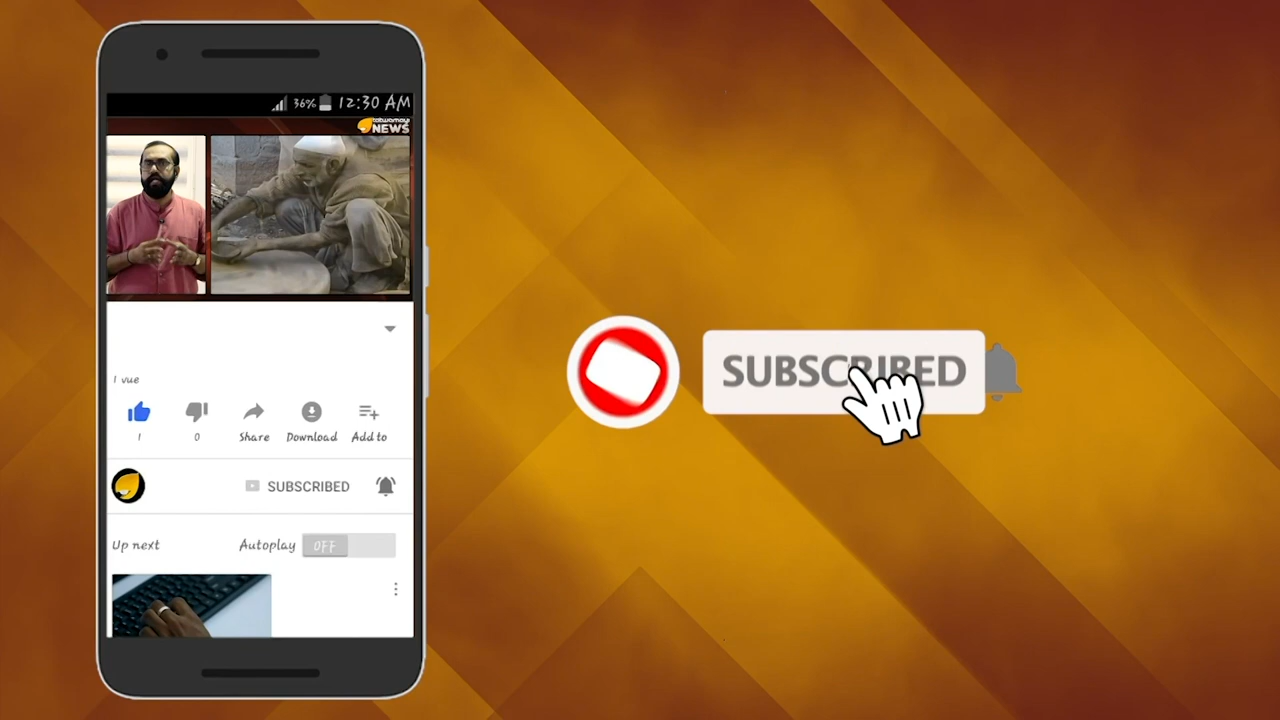 36% 12:30 AM
tatwamayi
NEWS
1 vue
1
0
Share
Download
Add to
SUBSCRIBED
SUBSCRIBED
Up next
Autoplay
OFF